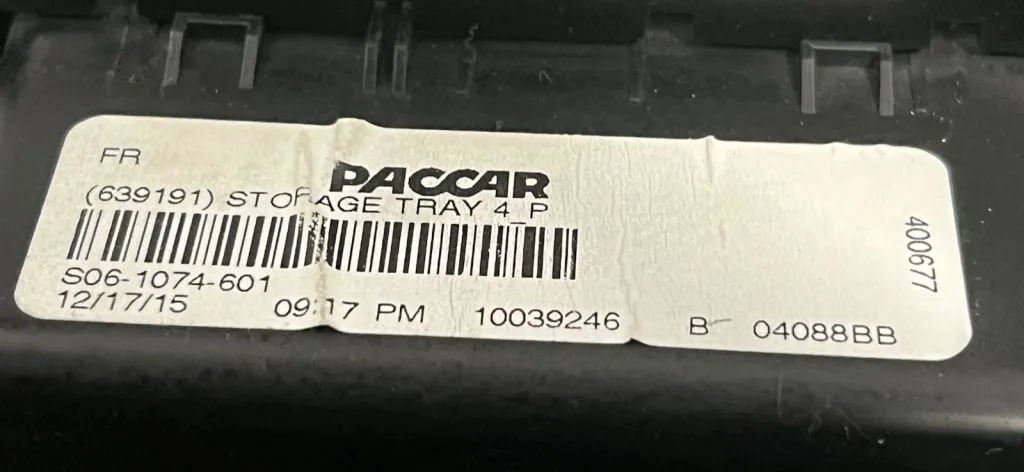 FR
PACCAR
(639191) STORAGE TRAY 4_P
S06-1074-601
12/17/15 09:17 PM 10039246 B 04088BB
400677